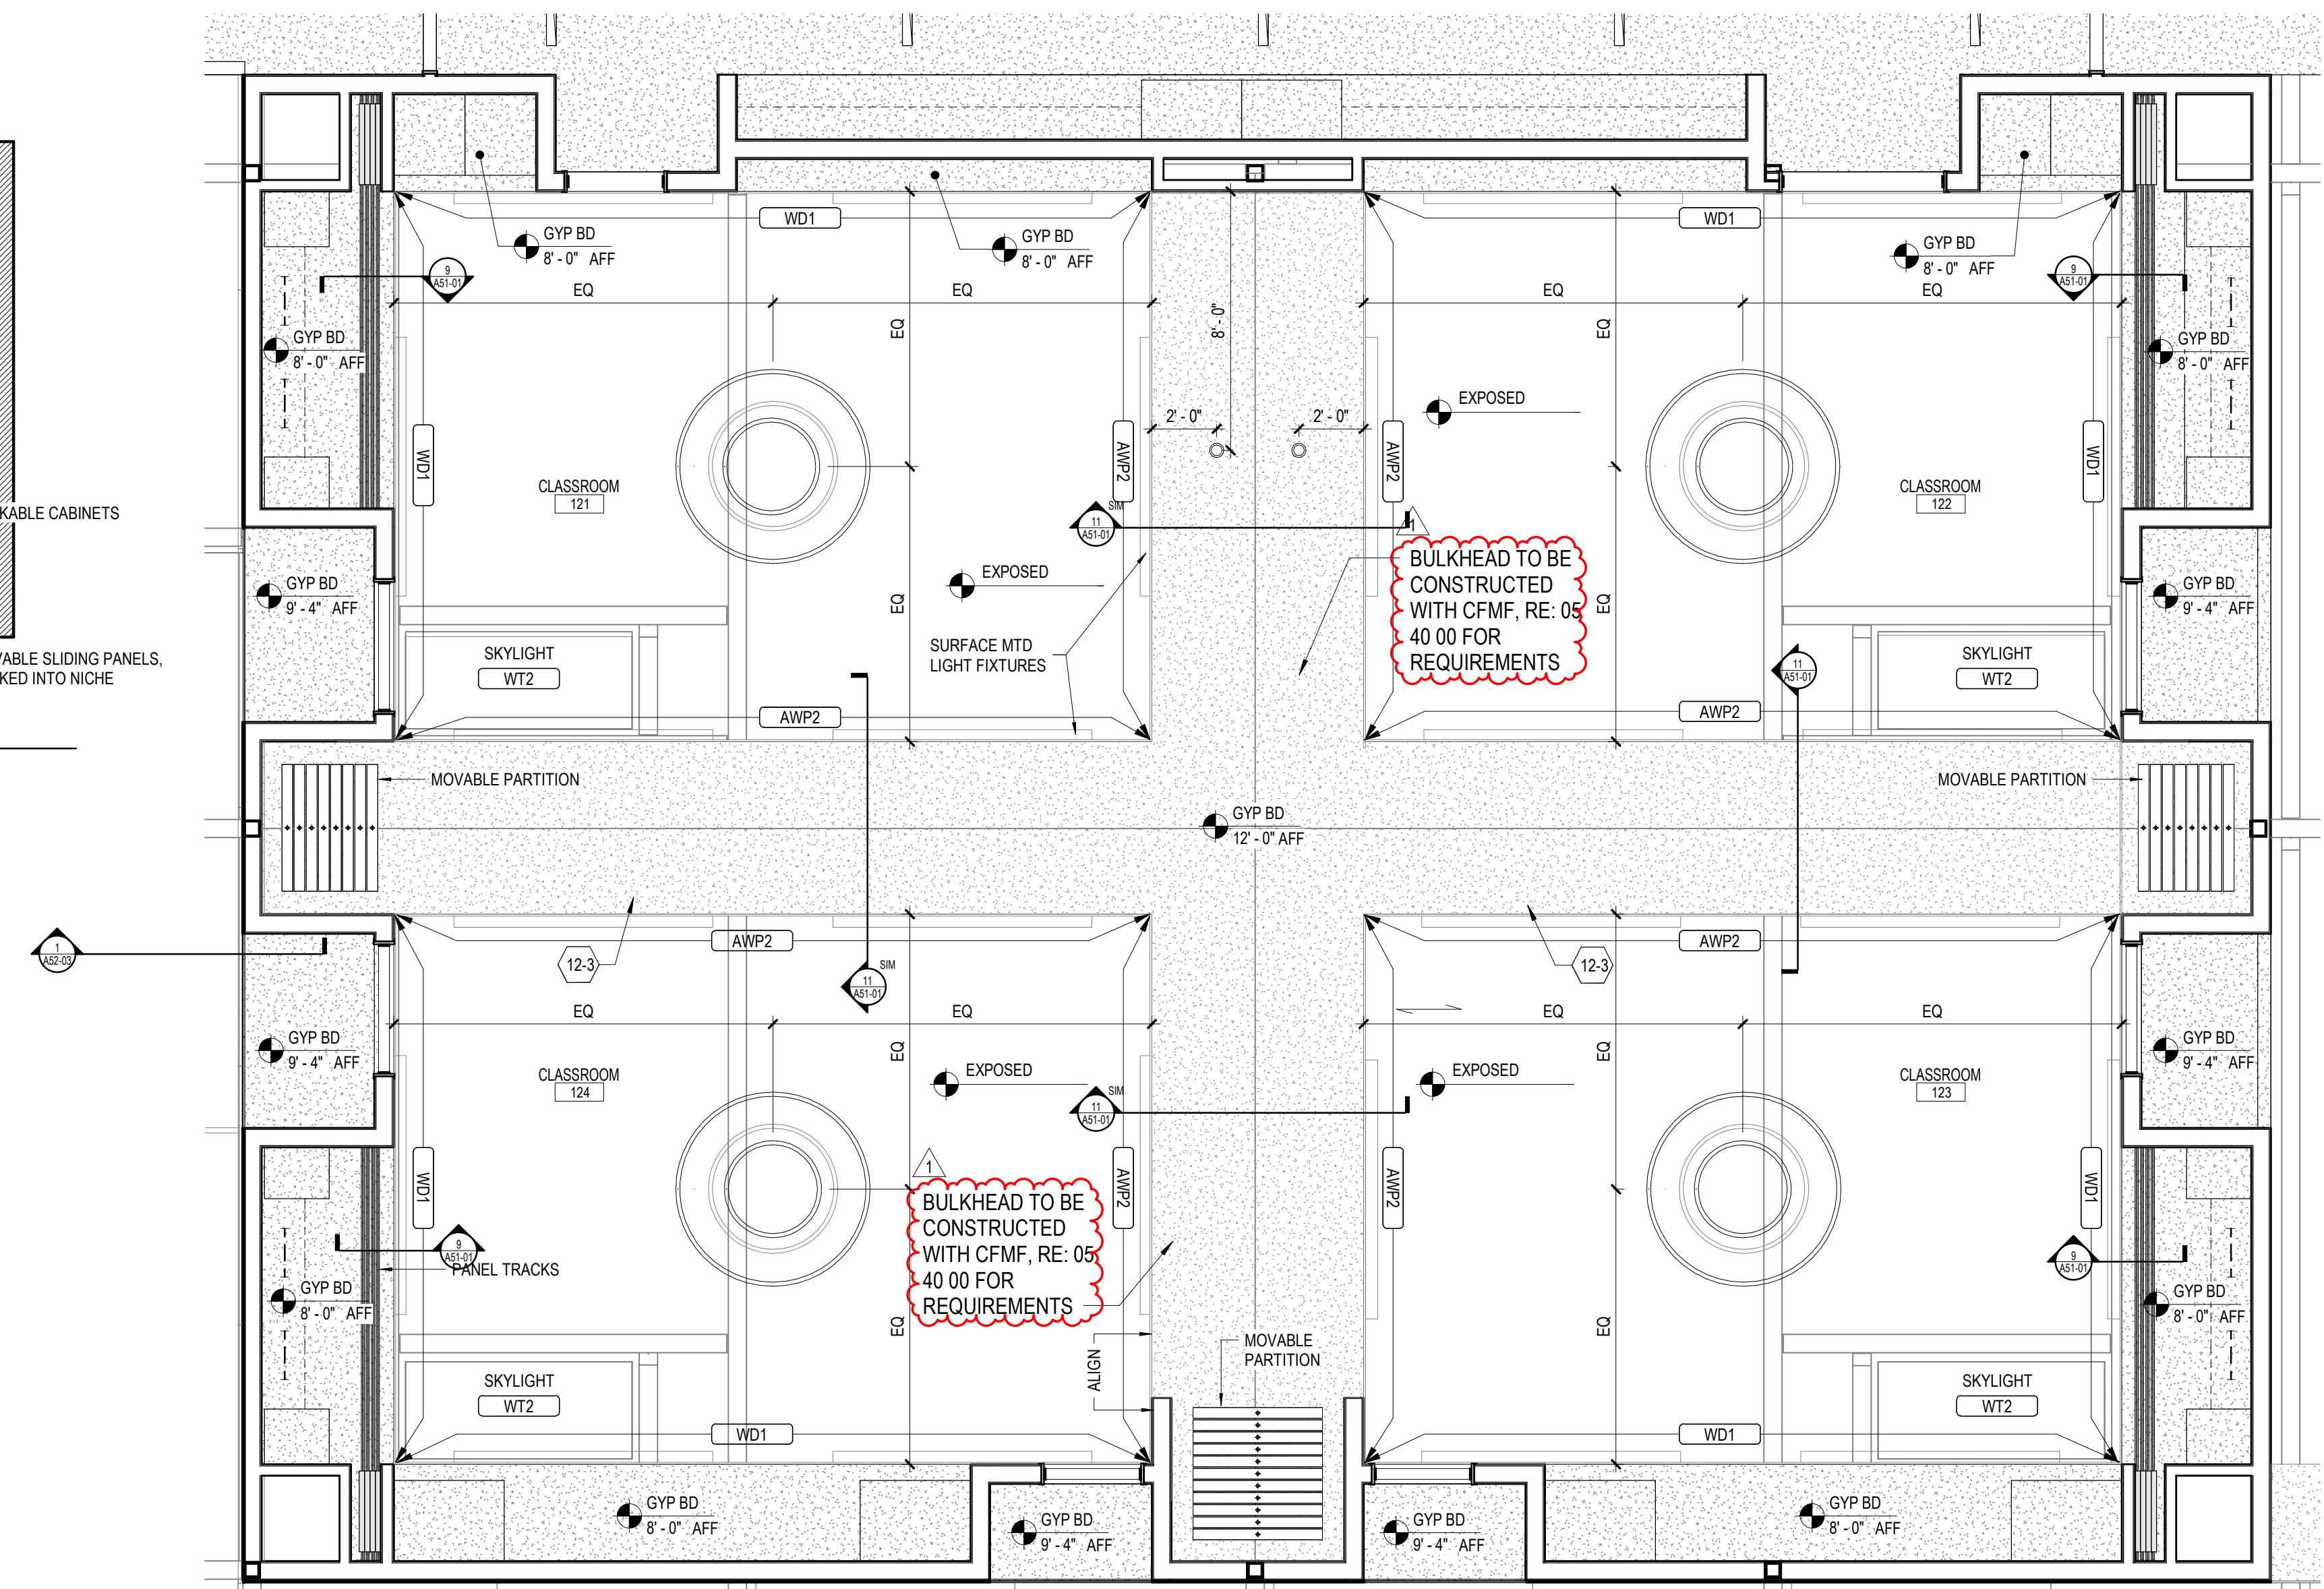 WD1
WD1
GYP BD
8' - 0" AFF
GYP BD
8' - 0" AFF
GYP BD
8' - 0" AFF
9
A51-01
9
A51-01
EQ
EQ
EQ
EQ
EQ
8' - 0"
EQ
GYP BD
8' - 0" AFF
GYP BD
8' - 0" AFF
EXPOSED
2' - 0"
2' - 0"
WD1
AWP2
AWP2
WD1
CLASSROOM
121
CLASSROOM
122
KABLE CABINETS
SIM
11
A51-01
1
BULKHEAD TO BE
CONSTRUCTED
WITH CFMF, RE: 05
40 00 FOR
REQUIREMENTS
EXPOSED
GYP BD
9' - 4" AFF
GYP BD
9' - 4" AFF
EQ
EQ
SURFACE MTD
LIGHT FIXTURES
VABLE SLIDING PANELS,
KED INTO NICHE
SKYLIGHT
WT2
11
A51-01
SKYLIGHT
WT2
AWP2
AWP2
MOVABLE PARTITION
MOVABLE PARTITION
GYP BD
12' - 0" AFF
1
A52-03
AWP2
AWP2
12-3
12-3
SIM
11
A51-01
EQ
EQ
EQ
EQ
GYP BD
9' - 4" AFF
GYP BD
9' - 4" AFF
EQ
EQ
EXPOSED
EXPOSED
CLASSROOM
124
CLASSROOM
123
SIM
11
A51-01
WD1
AWP2
AWP2
WD1
1
BULKHEAD TO BE
CONSTRUCTED
WITH CFMF, RE: 05
40 00 FOR
REQUIREMENTS
9
A51-01
PANEL TRACKS
9
A51-01
GYP BD
8' - 0" AFF
GYP BD
8' - 0" AFF
EQ
EQ
ALIGN
MOVABLE
PARTITION
SKYLIGHT
WT2
SKYLIGHT
WT2
WD1
WD1
GYP BD
8' - 0" AFF
GYP BD
9' - 4" AFF
GYP BD
9' - 4" AFF
GYP BD
8' - 0" AFF